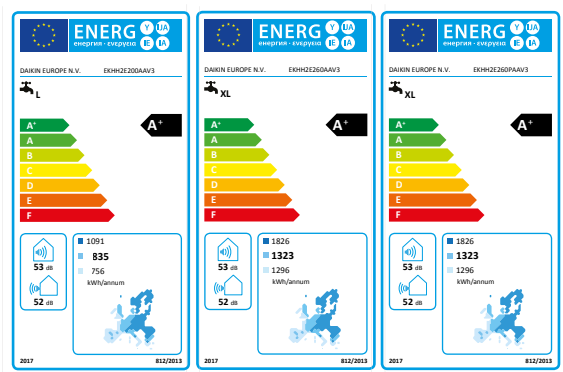 ENERG Y IJA IE IA
енергия · ενεργεια
DAIKIN EUROPE N.V. EKHH2E200AAV3
L
A+
A+
A
B
C
D
E
F
53 dB
52 dB
1091
835
756
kWh/annum
2017 812/2013
ENERG Y IJA IE IA
енергия · ενεργεια
DAIKIN EUROPE N.V. EKHH2E260AAV3
XL
A+
A+
A
B
C
D
E
F
53 dB
52 dB
1826
1323
1296
kWh/annum
2017 812/2013
ENERG Y IJA IE IA
енергия · ενεργεια
DAIKIN EUROPE N.V. EKHH2E260PAAV3
XL
A+
A+
A
B
C
D
E
F
53 dB
52 dB
1826
1323
1296
kWh/annum
2017 812/2013